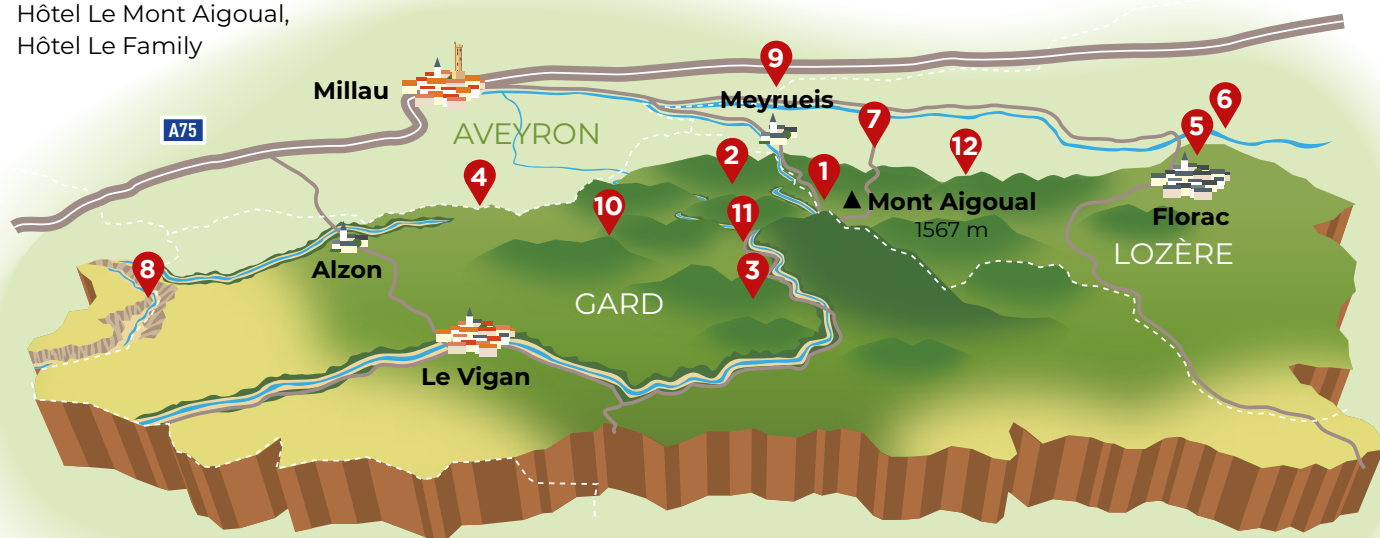 Hôtel Le Mont Aigoual,
Hôtel Le Family
9
Millau
Meyrueis
6
A75
AVEYRON
7
5
12
2
4
1
10
Mont Aigoual
11
Florac
1567 m
Alzon
8
3
LOZÈRE
GARD
Le Vigan